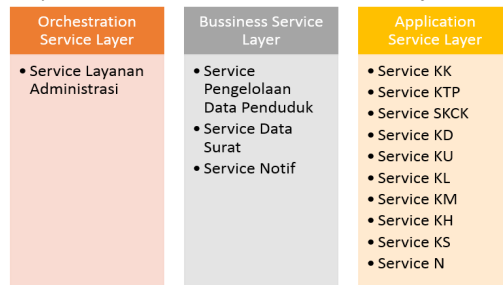 Orchestration
Service Layer
• Service Layanan
Administrasi
Bussiness Service
Layer
• Service
Pengelolaan
Data Penduduk
• Service Data
Surat
• Service Notif
Application
Service Layer
• Service KK
• Service KTP
• Service SKCK
• Service KD
• Service KU
• Service KL
• Service KM
• Service KH
• Service KS
• Service N